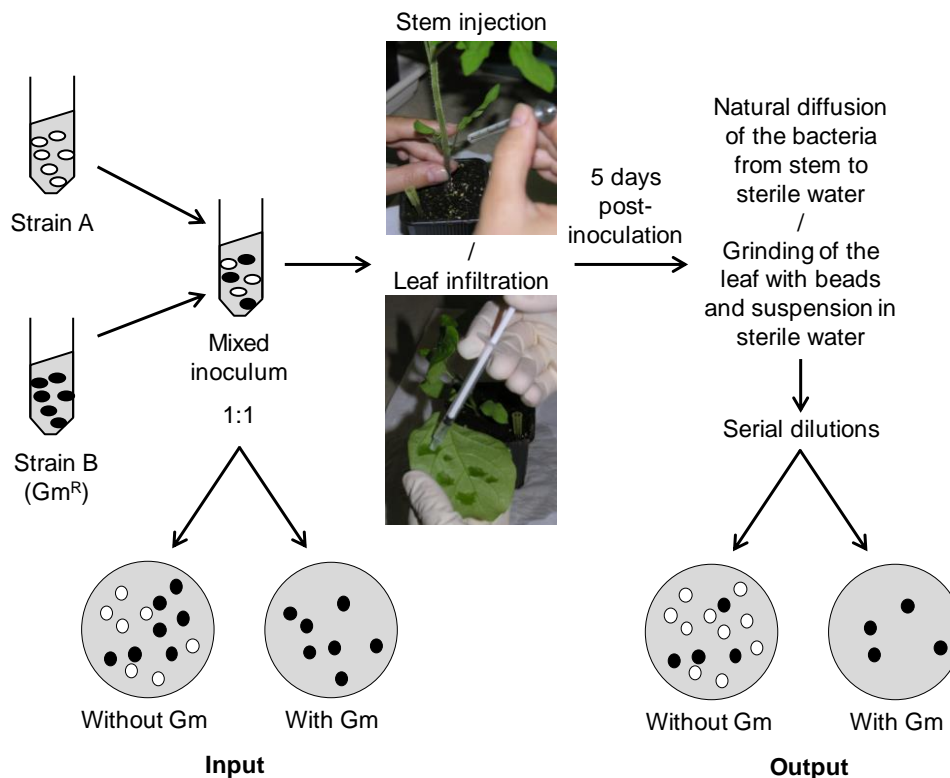 Stem injection
Strain A
Strain B
(Gmᴿ)
Mixed
inoculum
1:1
/
Leaf infiltration
5 days
post-
inoculation
Natural diffusion
of the bacteria
from stem to
sterile water
/
Grinding of the
leaf with beads
and suspension in
sterile water
Serial dilutions
Without Gm
With Gm
Input
Without Gm
With Gm
Output